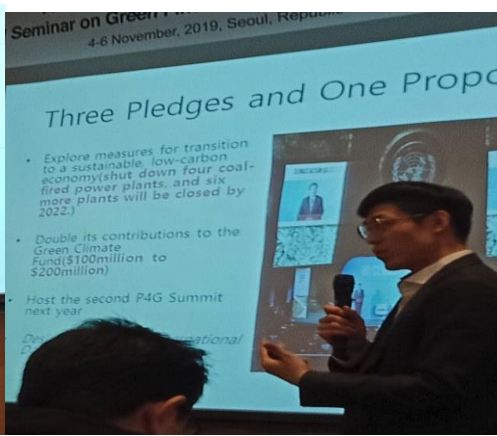 Seminar on Green
4-6 November, 2019, Seoul, Republic
Three Pledges and One Propo
• Explore measures for transition
to a sustainable, low-carbon
economy(shut down four coal-
fired power plants, and six
more plants will be closed by
2022.)
• Double its contributions to the
Green Climate
Fund($100million to
$200million)
• Host the second P4G Summit
next year